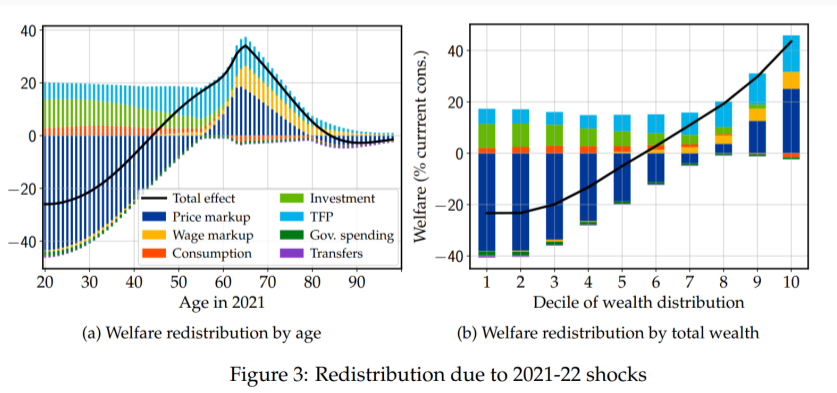 40
20
0
−20
−40
20 30 40 50 60 70 80 90
Age in 2021
Total effect
Price markup
Wage markup
Consumption
Investment
TFP
Gov. spending
Transfers
(a) Welfare redistribution by age
Welfare (% currrent cons.)
40
20
0
−20
−40
1 2 3 4 5 6 7 8 9 10
Decile of wealth distribution
(b) Welfare redistribution by total wealth
Figure 3: Redistribution due to 2021-22 shocks